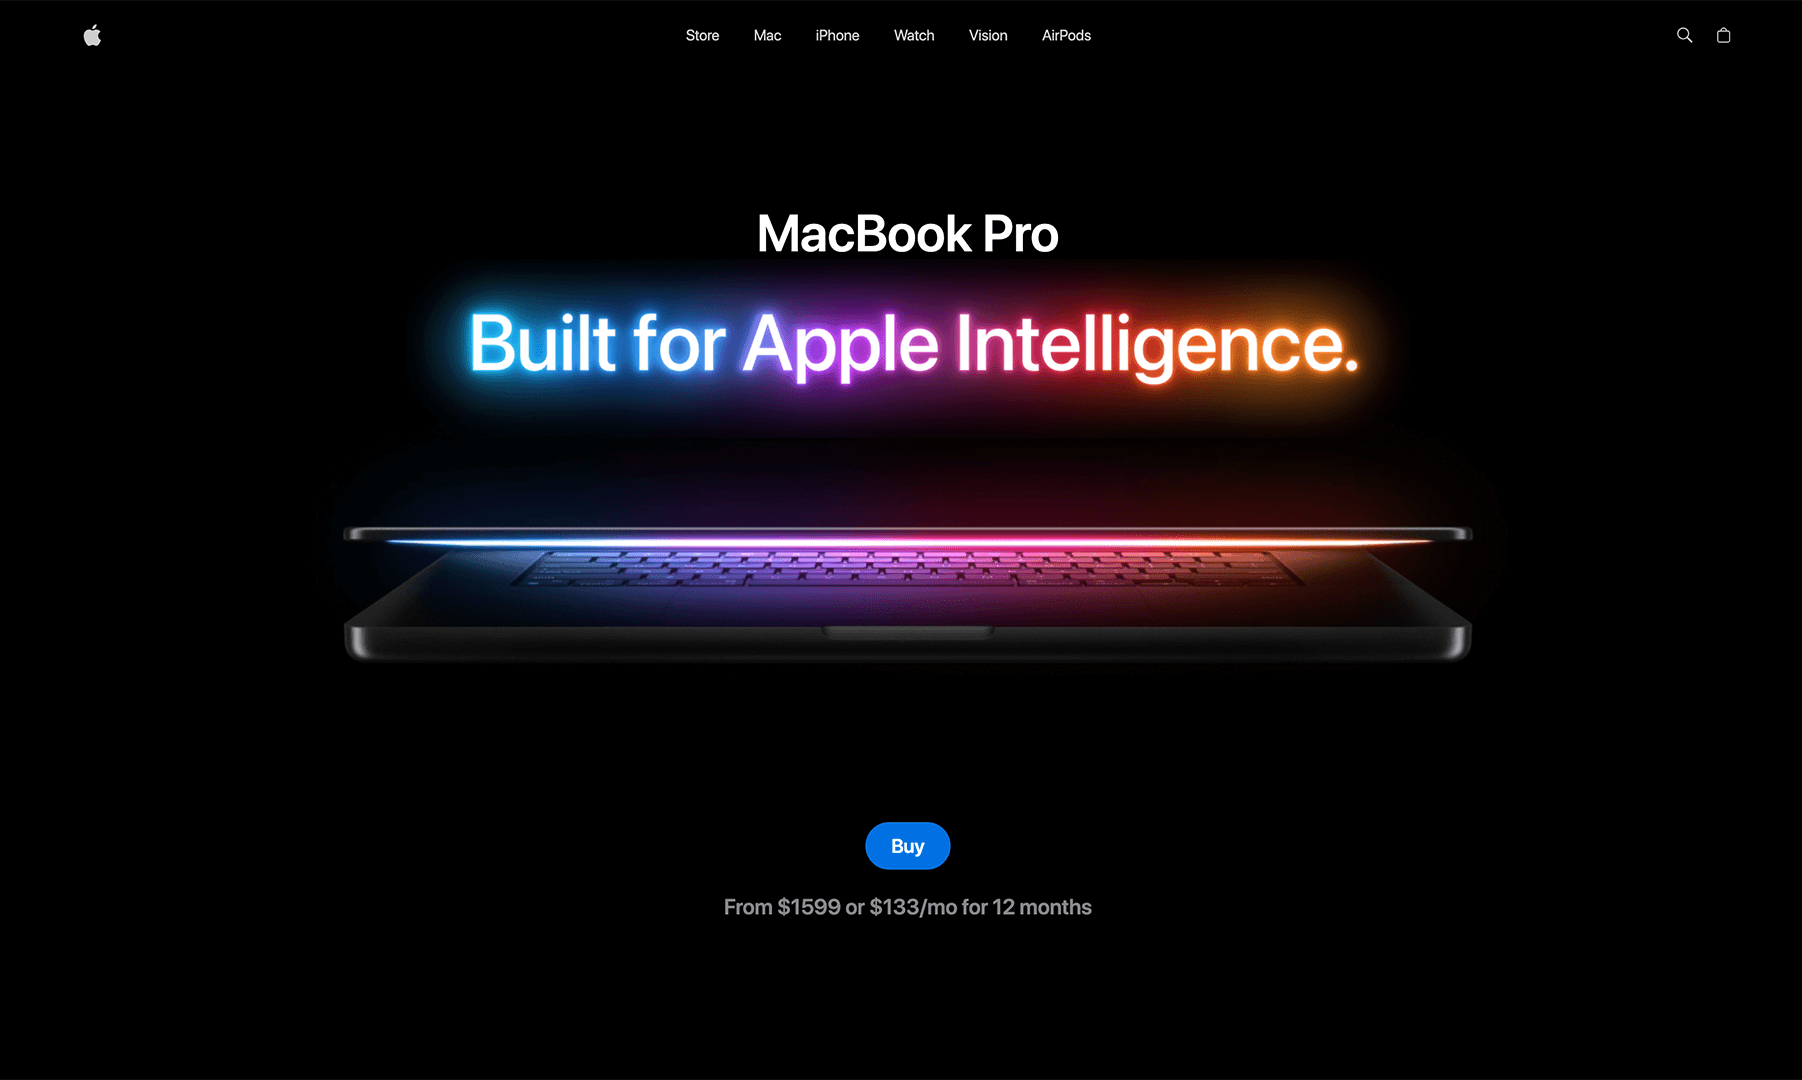 Store Mac iPhone Watch Vision AirPods
MacBook Pro
Built for Apple Intelligence.
Buy
From $1599 or $133/mo for 12 months